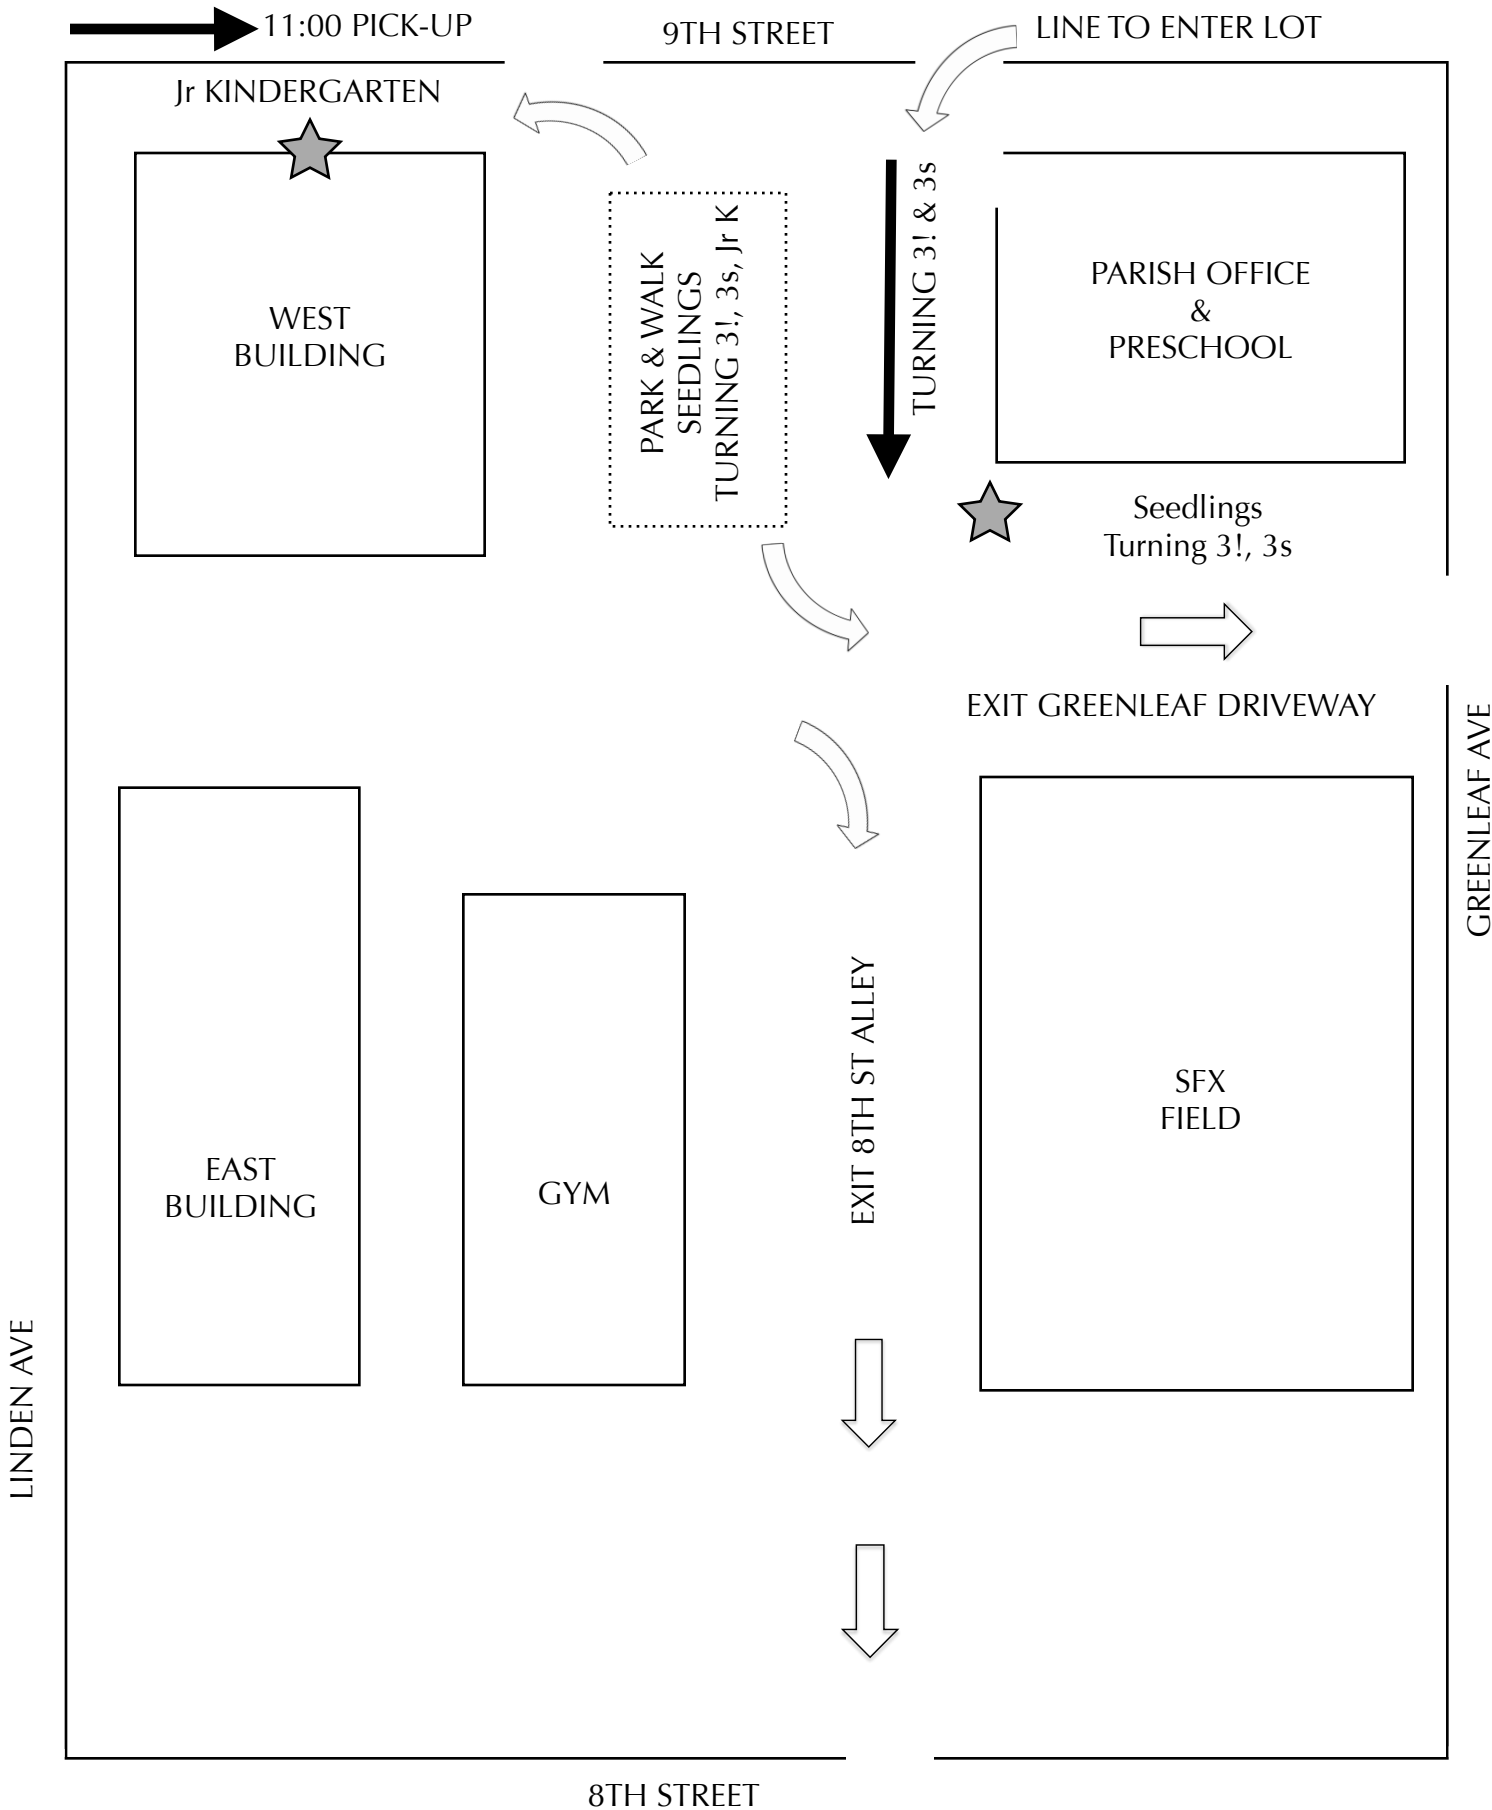 11:00 PICK-UP
9TH STREET
LINE TO ENTER LOT
Jr KINDERGARTEN
WEST
BUILDING
PARK & WALK
SEEDLINGS
TURNING 3!, 3s, Jr K
TURNING 3! & 3s
PARISH OFFICE
&
PRESCHOOL
Seedlings
Turning 3!, 3s
EXIT GREENLEAF DRIVEWAY
GREENLEAF AVE
EXIT 8TH ST ALLEY
SFX
FIELD
EAST
BUILDING
GYM
LINDEN AVE
8TH STREET